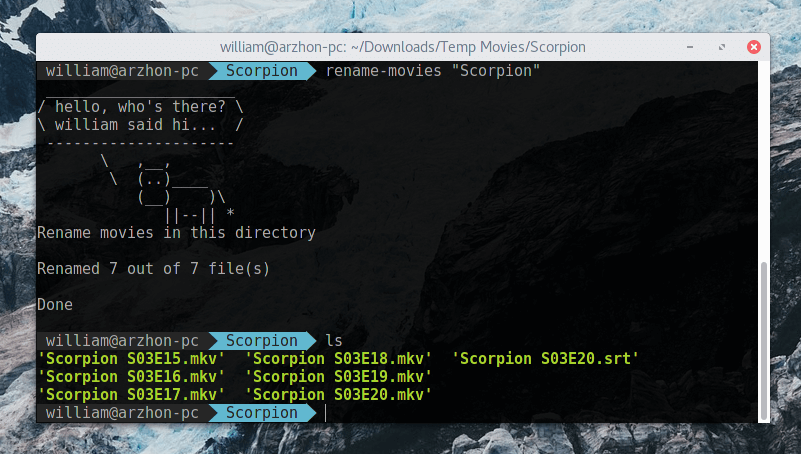 william@arzhon-pc: ~/Downloads/Temp Movies/Scorpion
william@arzhon-pc Scorpion rename-movies "Scorpion"
 _____________________
/ hello, who's there? \
\ william said hi...  /
 ---------------------
       \   ,__,
        \  (..)____
           (__)    )\
              ||--|| *
Rename movies in this directory
Renamed 7 out of 7 file(s)
Done
william@arzhon-pc Scorpion ls
'Scorpion S03E15.mkv'  'Scorpion S03E18.mkv'  'Scorpion S03E20.srt'
'Scorpion S03E16.mkv'  'Scorpion S03E19.mkv'
'Scorpion S03E17.mkv'  'Scorpion S03E20.mkv'
william@arzhon-pc Scorpion